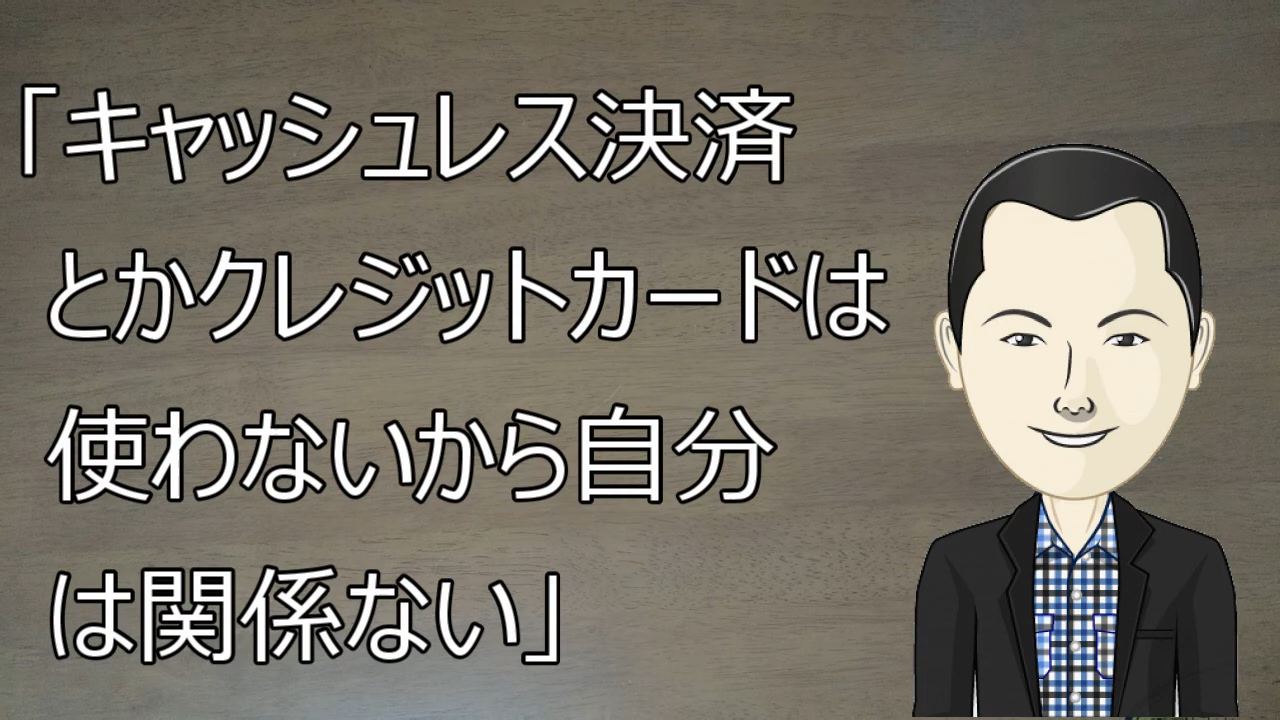 「キャッシュレス決済
とかクレジットカードは
使わないから自分
は関係ない」